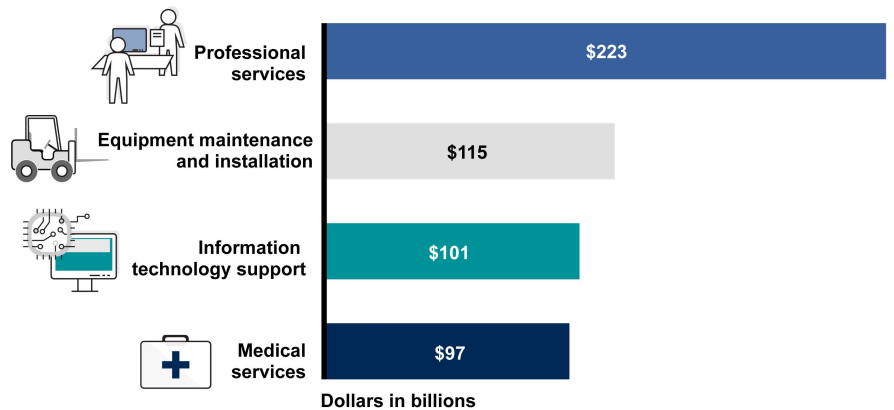 Professional
services
$223
Equipment maintenance
and installation
$115
Information
technology support
$101
Medical
services
$97
Dollars in billions